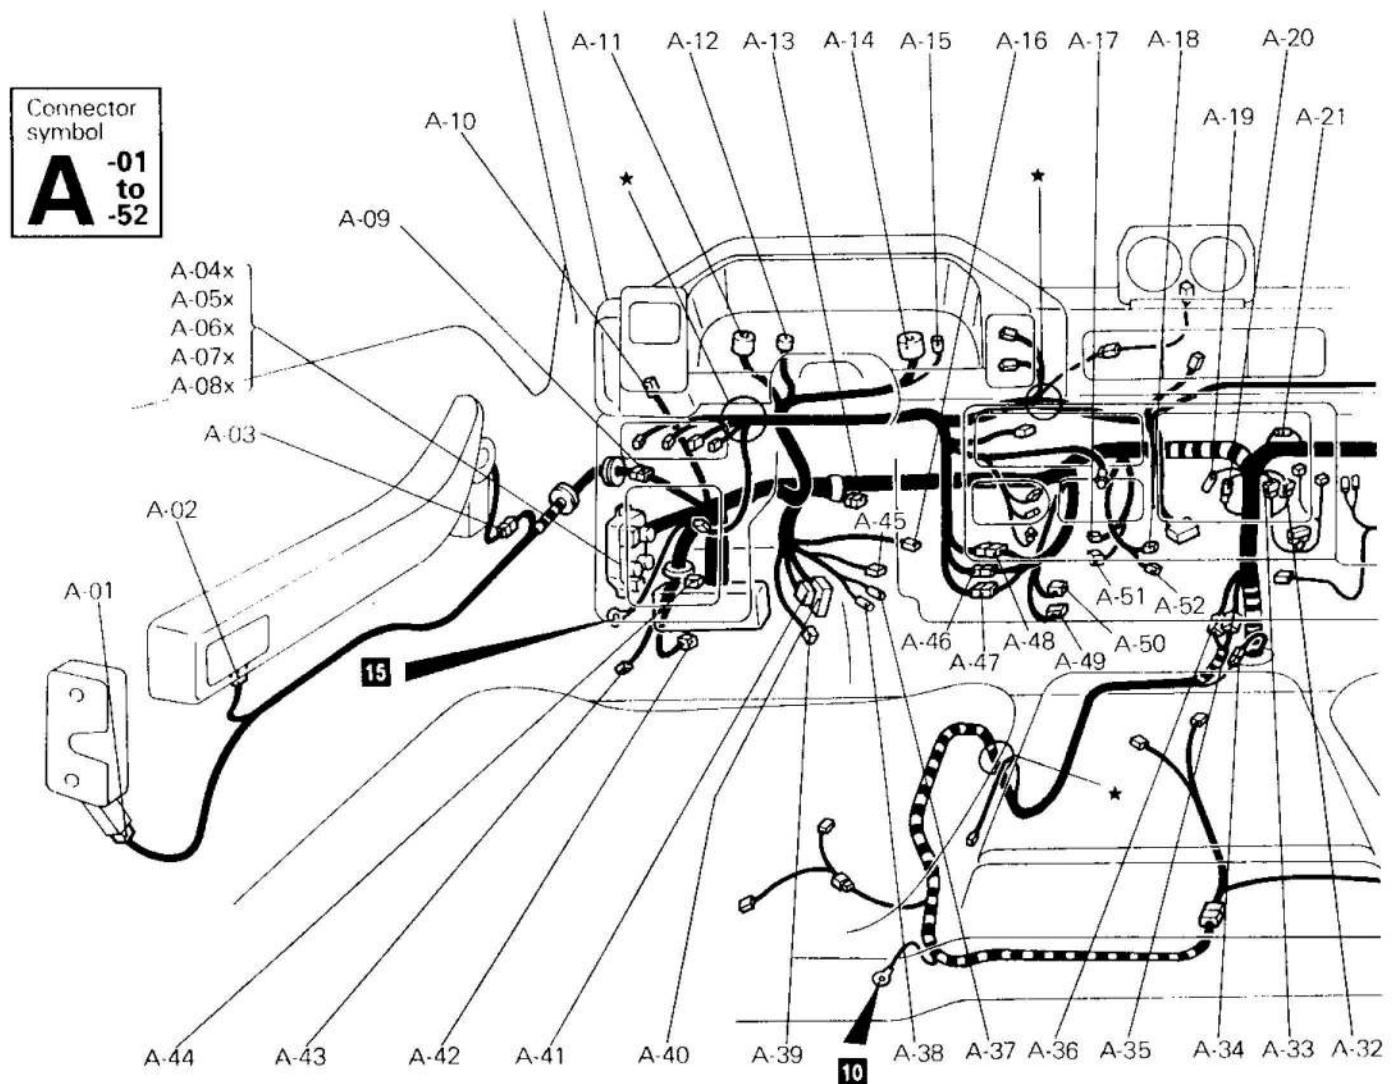 A-11 A-12 A-13 A-14 A-15 A-16 A-17 A-18 A-20
Connector
symbol
A -01
to
-52
A-10
A-19 A-21
★ ★
A-09
A-04x
A-05x
A-06x
A-07x
A-08x
A-03
A-02
A-01
A-45
A-46
A-47
A-48
A-49
A-50
A-51
A-52
15
★
A-44 A-43 A-42 A-41 A-40 A-39 A-38 A-37 A-36 A-35 A-34 A-33 A-32
10